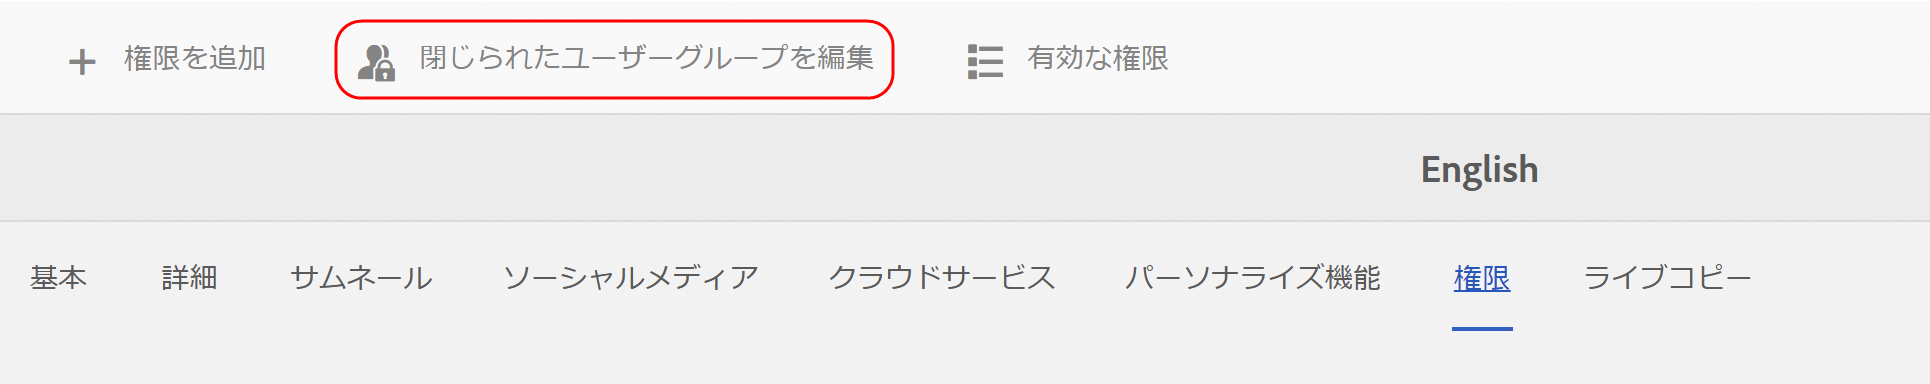 権限を追加 閉じられたユーザーグループを編集 有効な権限
English
基本 詳細 サムネール ソーシャルメディア クラウドサービス パーソナライズ機能 権限 ライブコピー